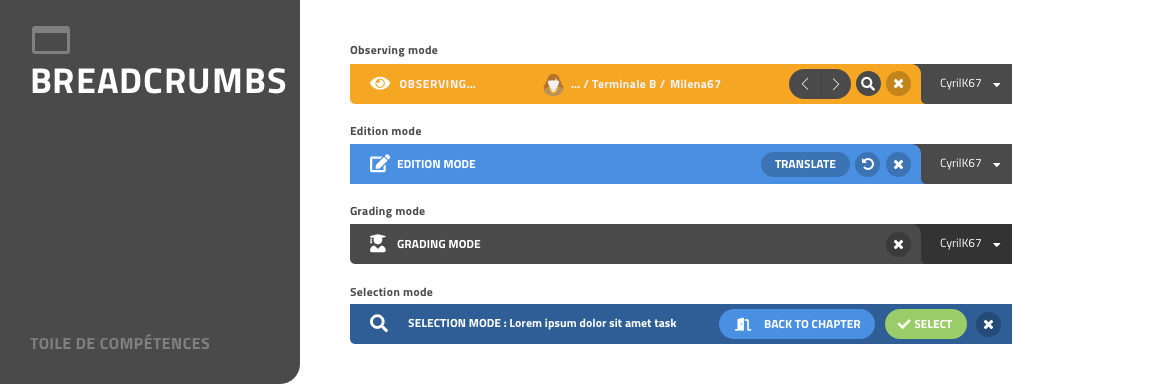 BREADCRUMBS
TOILE DE COMPÉTENCES
Observing mode
OBSERVING... ... / Terminale B / Milena67 CyrilK67
Edition mode
EDITION MODE TRANSLATE CyrilK67
Grading mode
GRADING MODE CyrilK67
Selection mode
SELECTION MODE : Lorem ipsum dolor sit amet task BACK TO CHAPTER SELECT